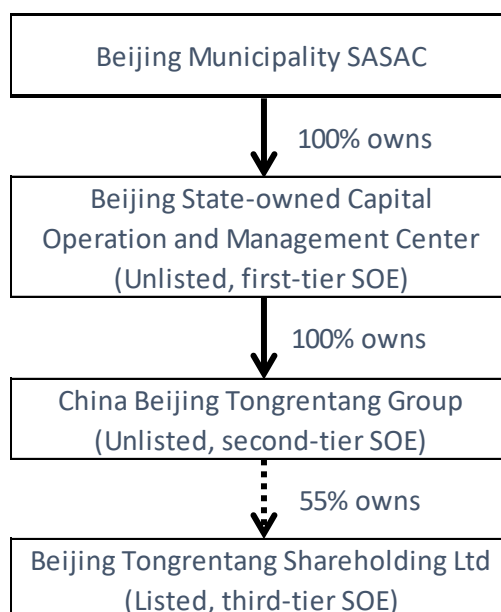 Beijing Municipality SASAC
100% owns
Beijing State-owned Capital
Operation and Management Center
(Unlisted, first-tier SOE)
100% owns
China Beijing Tongrentang Group
(Unlisted, second-tier SOE)
55% owns
Beijing Tongrentang Shareholding Ltd
(Listed, third-tier SOE)